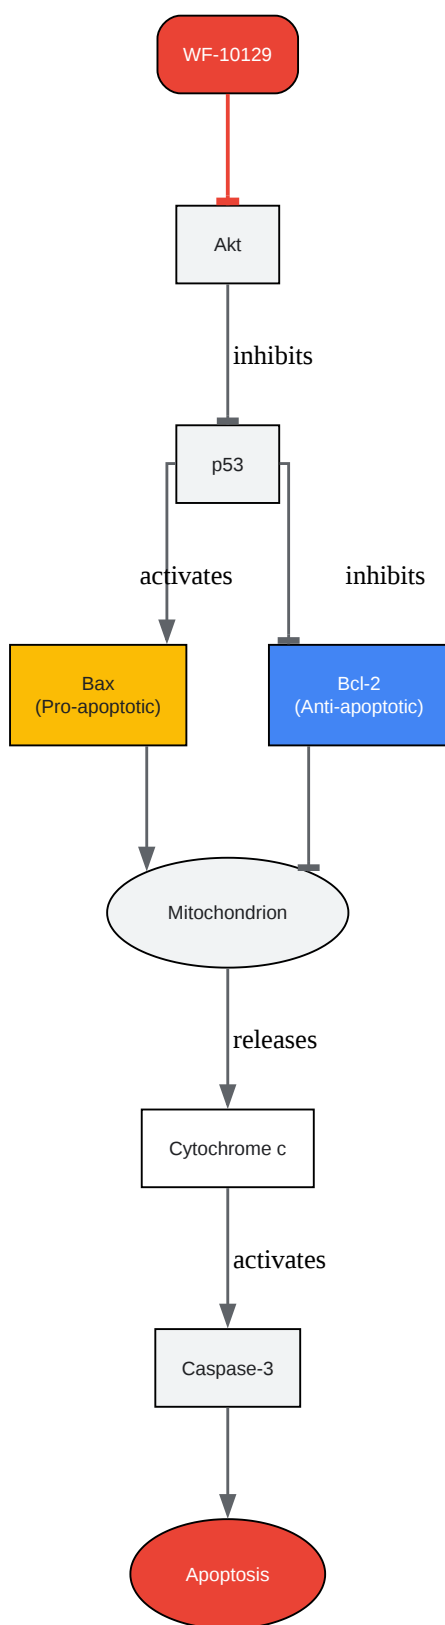 WF-10129
Akt
inhibits
p53
activates
inhibits
Bax
(Pro-apoptotic)
Bcl-2
(Anti-apoptotic)
Mitochondrion
releases
Cytochrome c
activates
Caspase-3
Apoptosis